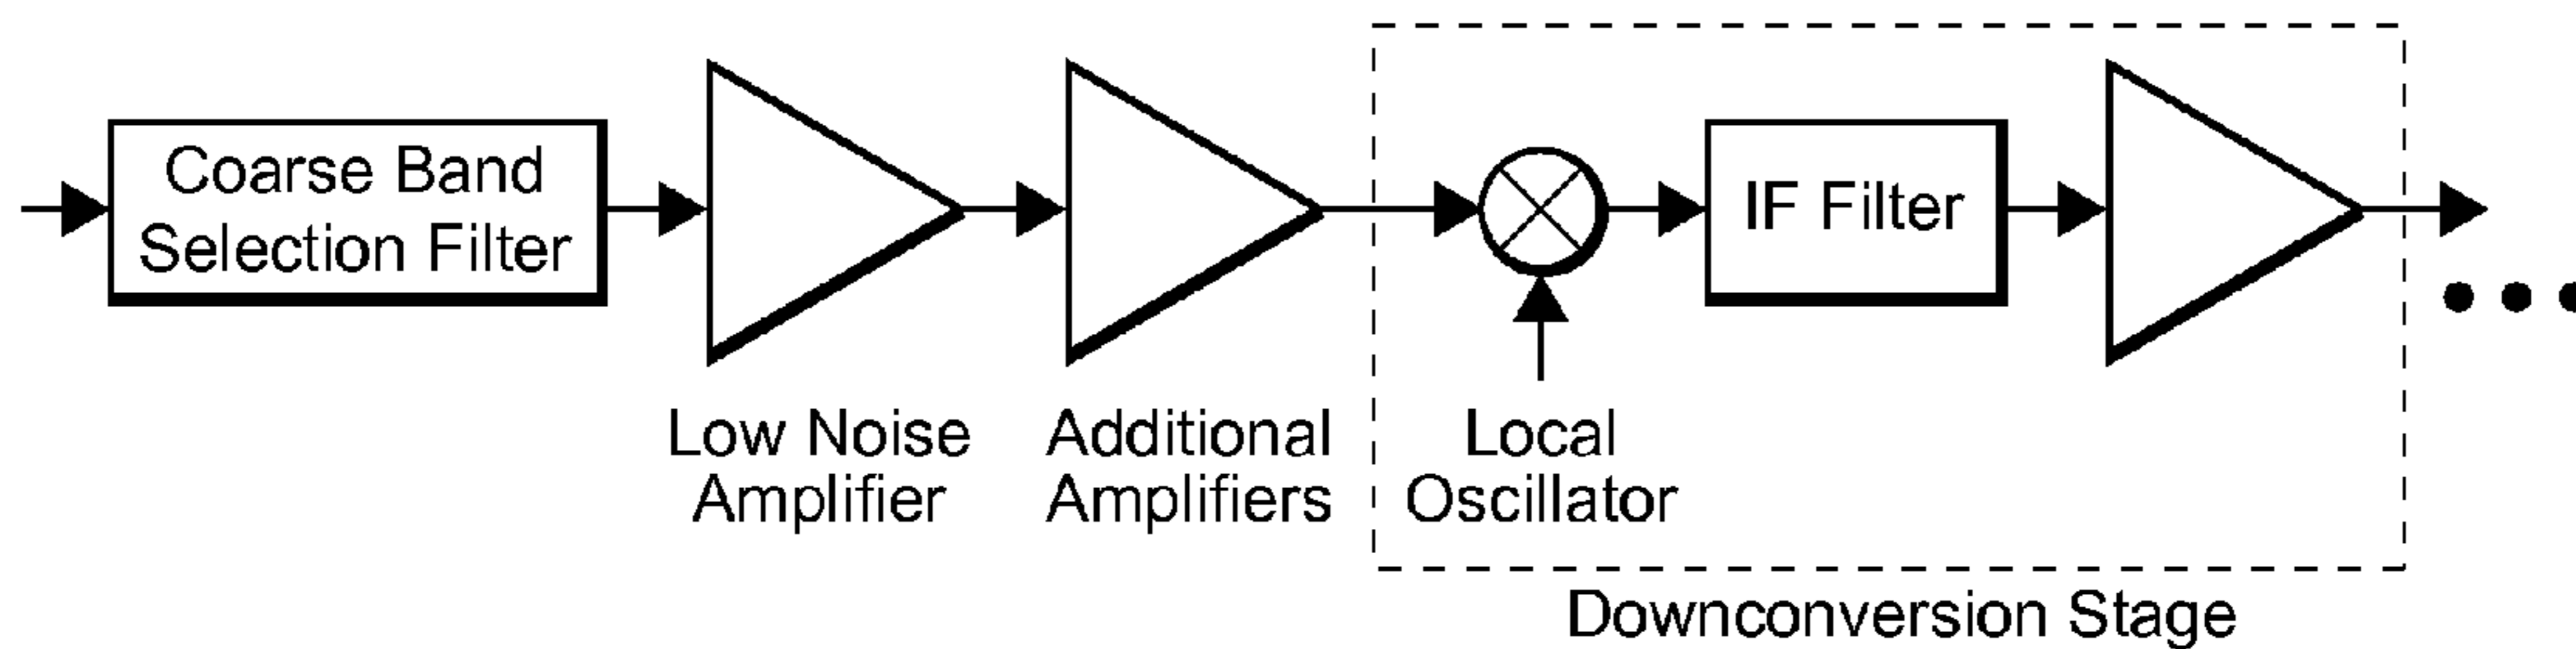 Coarse Band
Selection Filter
IF Filter
Low Noise
Amplifier
Additional
Amplifiers
Local
Oscillator
Downconversion Stage